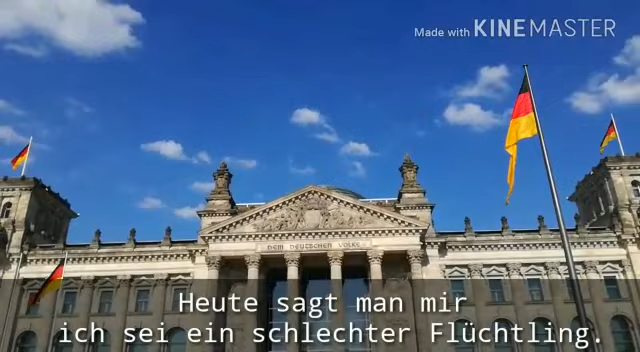 Made with KINEMASTER
DEM DEUTSCHEN VOLKE
Heute sagt man mir
ich sei ein schlechter Flüchtling.